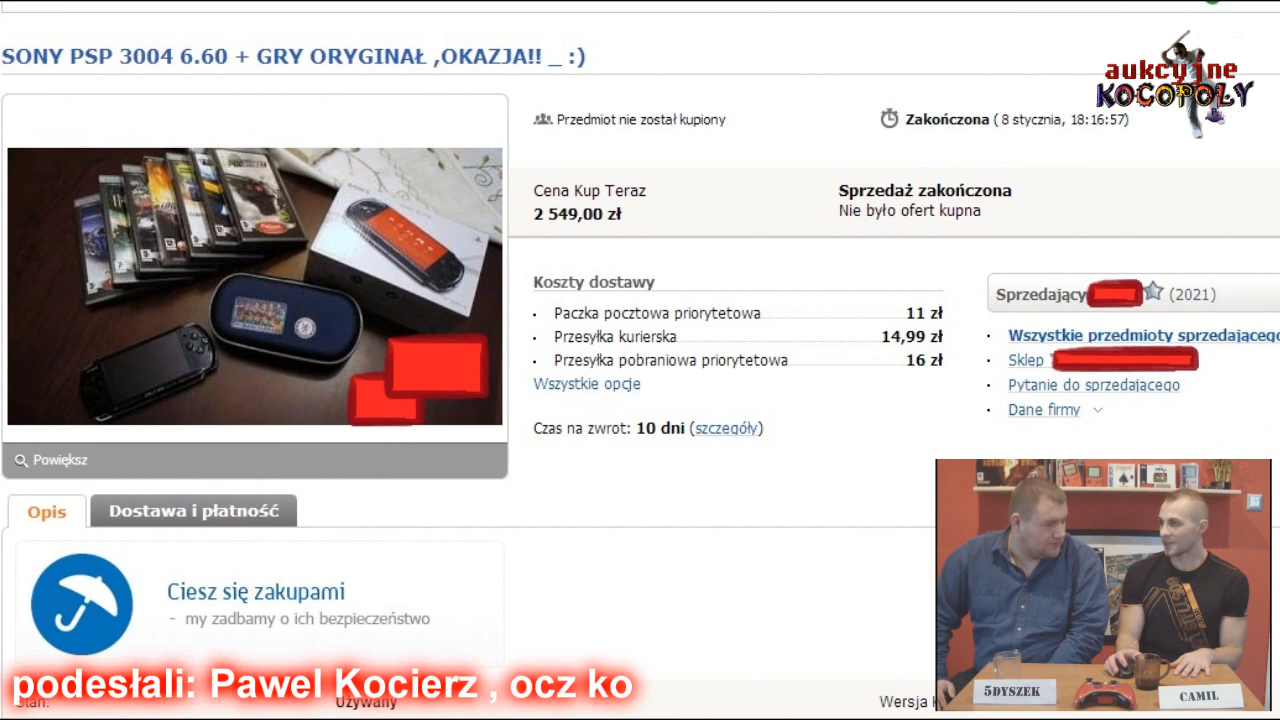 SONY PSP 3004 6.60 + GRY ORYGINAŁ ,OKAZJA!! _ :)
aukcyjne
KOCOPOLY
Przedmiot nie został kupiony
Zakończona ( 8 stycznia, 18:16:57)
Cena Kup Teraz
2 549,00 zł
Sprzedaż zakończona
Nie było ofert kupna
Koszty dostawy
Paczka pocztowa priorytetowa 11 zł
Przesyłka kurierska 14,99 zł
Przesyłka pobraniowa priorytetowa 16 zł
Wszystkie opcje
Czas na zwrot: 10 dni (szczegóły)
Sprzedający (2021)
Wszystkie przedmioty sprzedającego
Sklep
Pytanie do sprzedającego
Dane firmy
Powiększ
Opis
Dostawa i płatność
Ciesz się zakupami
- my zadbamy o ich bezpieczeństwo
podesłali: Pawel Kocierz , ocz ko
Stan:
Używany
Wersja
5DYSZEK
CAMIL